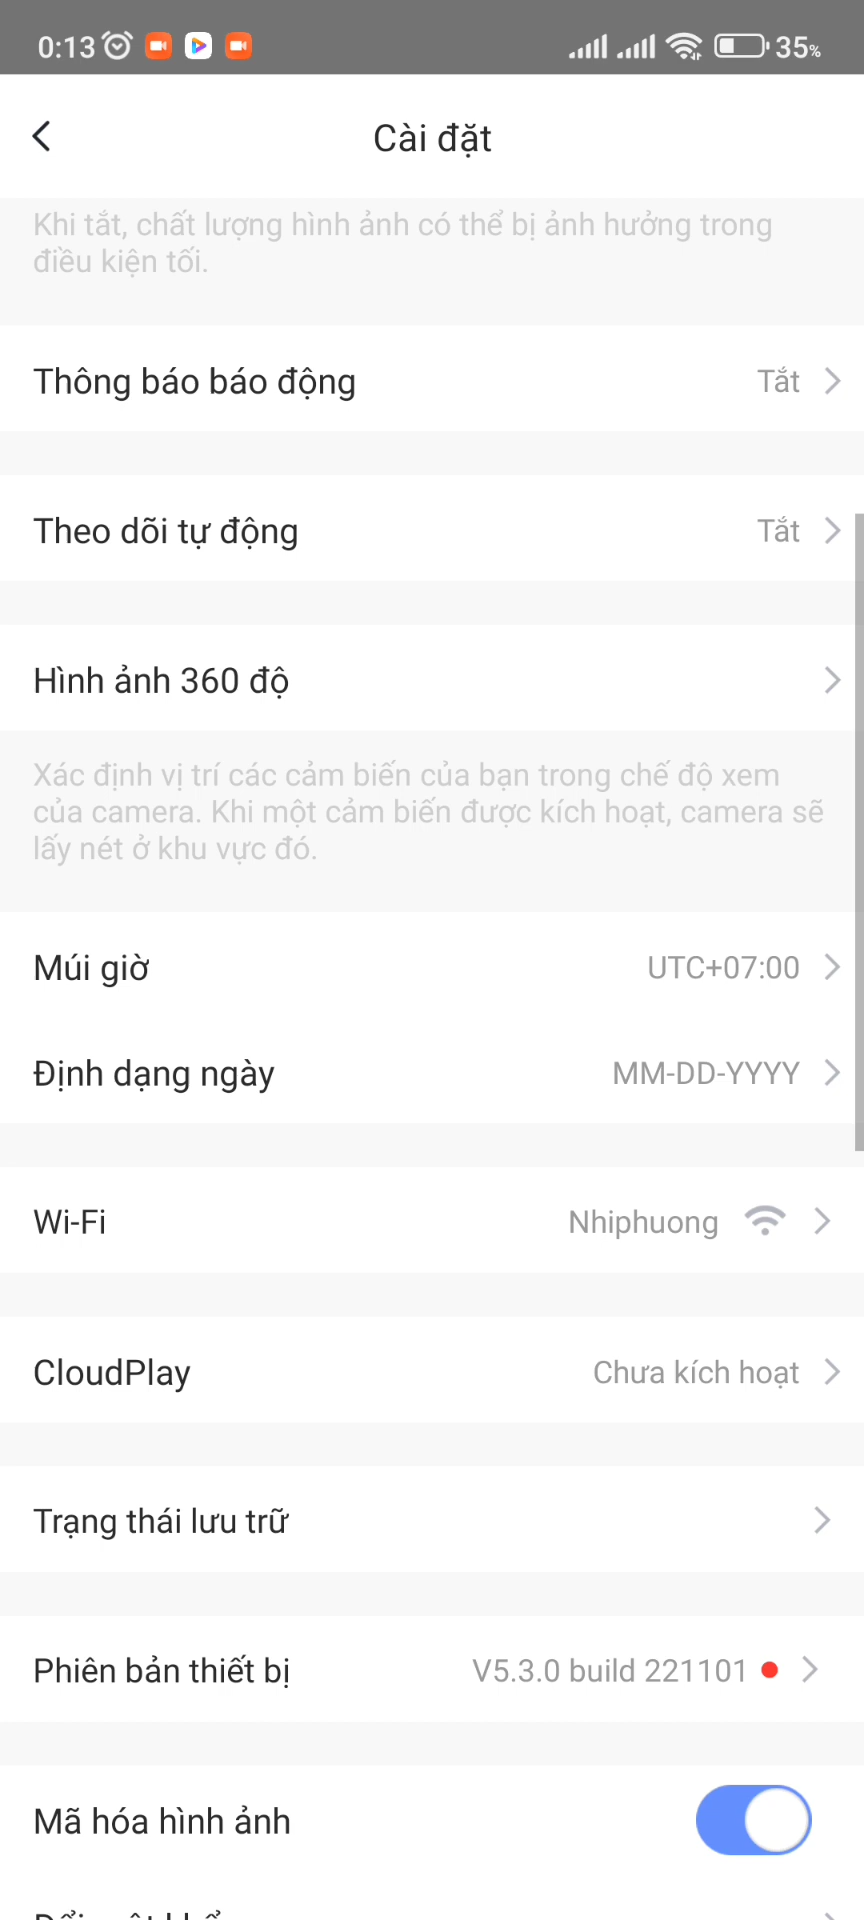 0:13
35%
Cài đặt
Khi tắt, chất lượng hình ảnh có thể bị ảnh hưởng trong
điều kiện tối.
Thông báo báo động Tắt
Theo dõi tự động Tắt
Hình ảnh 360 độ
Xác định vị trí các cảm biến của bạn trong chế độ xem
của camera. Khi một cảm biến được kích hoạt, camera sẽ
lấy nét ở khu vực đó.
Múi giờ UTC+07:00
Định dạng ngày MM-DD-YYYY
Wi-Fi Nhiphuong
CloudPlay Chưa kích hoạt
Trạng thái lưu trữ
Phiên bản thiết bị V5.3.0 build 221101
Mã hóa hình ảnh